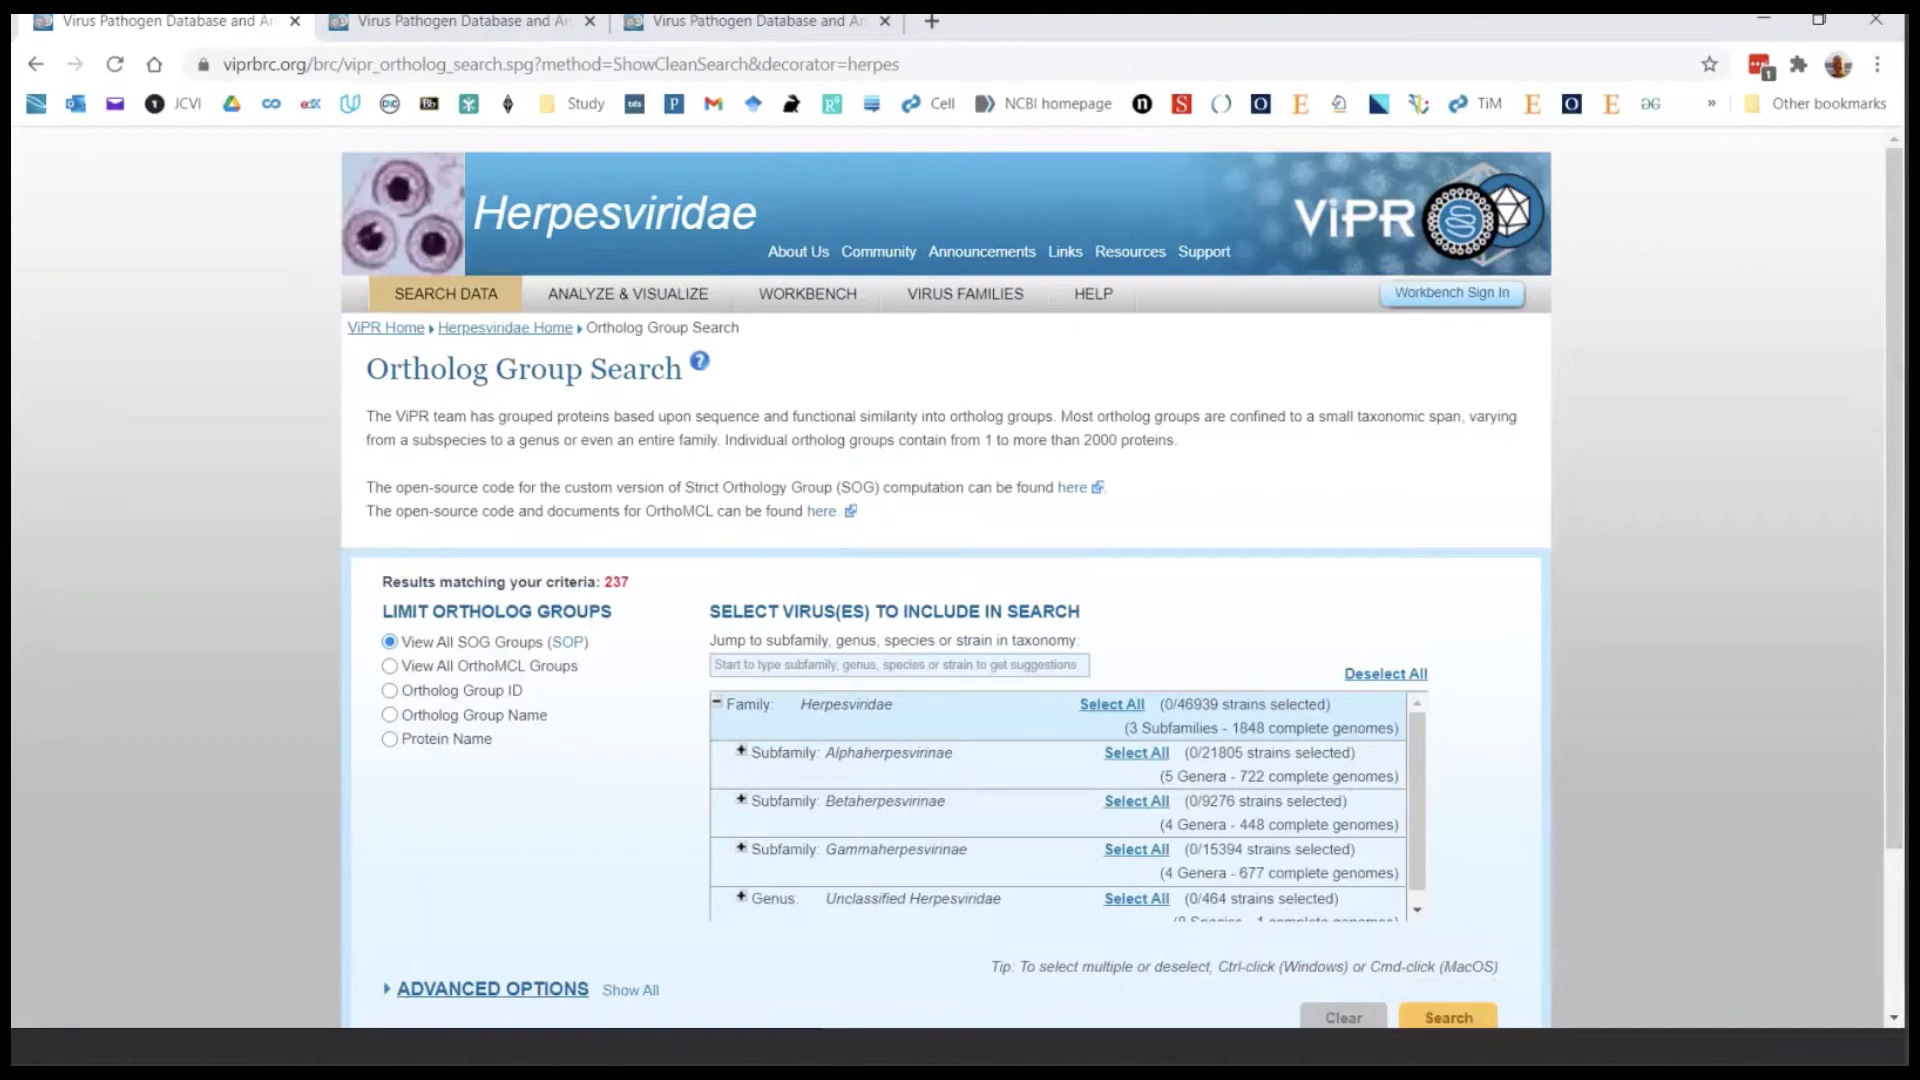 Virus Pathogen Database and An
Virus Pathogen Database and An
Virus Pathogen Database and An
viprbrc.org/brc/vipr_ortholog_search.spg?method=ShowCleanSearch&decorator=herpes
JCVI
Study
Cell
NCBI homepage
TiM
Other bookmarks
Herpesviridae
ViPR
About Us Community Announcements Links Resources Support
SEARCH DATA ANALYZE & VISUALIZE WORKBENCH VIRUS FAMILIES HELP
Workbench Sign In
ViPR Home Herpesviridae Home Ortholog Group Search
Ortholog Group Search
The ViPR team has grouped proteins based upon sequence and functional similarity into ortholog groups. Most ortholog groups are confined to a small taxonomic span, varying
from a subspecies to a genus or even an entire family. Individual ortholog groups contain from 1 to more than 2000 proteins.
The open-source code for the custom version of Strict Orthology Group (SOG) computation can be found here.
The open-source code and documents for OrthoMCL can be found here.
Results matching your criteria: 237
LIMIT ORTHOLOG GROUPS
View All SOG Groups (SOP)
View All OrthoMCL Groups
Ortholog Group ID
Ortholog Group Name
Protein Name
SELECT VIRUS(ES) TO INCLUDE IN SEARCH
Jump to subfamily, genus, species or strain in taxonomy:
Start to type subfamily, genus, species or strain to get suggestions
Deselect All
Family: Herpesviridae Select All (0/46939 strains selected)
(3 Subfamilies - 1848 complete genomes)
Subfamily: Alphaherpesvirinae Select All (0/21805 strains selected)
(5 Genera - 722 complete genomes)
Subfamily: Betaherpesvirinae Select All (0/9276 strains selected)
(4 Genera - 448 complete genomes)
Subfamily: Gammaherpesvirinae Select All (0/15394 strains selected)
(4 Genera - 677 complete genomes)
Genus: Unclassified Herpesviridae Select All (0/464 strains selected)
Tip: To select multiple or deselect, Ctrl-click (Windows) or Cmd-click (MacOS)
ADVANCED OPTIONS Show All
Clear Search